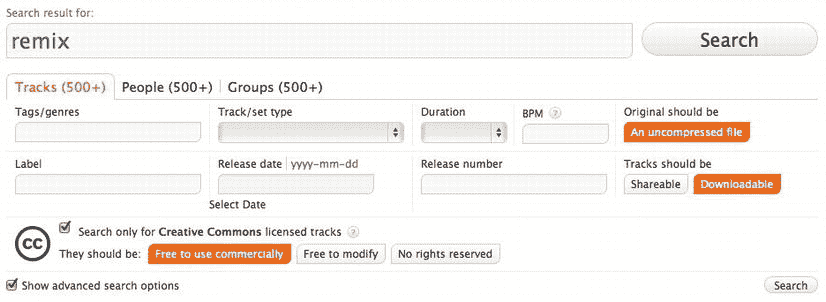 Search result for:
remix
Search
Tracks (500+)
People (500+)
Groups (500+)
Tags/genres
Track/set type
Duration
BPM ?
Original should be
An uncompressed file
Label
Release date yyyy-mm-dd
Release number
Tracks should be
Shareable
Downloadable
Select Date
cc
Search only for Creative Commons licensed tracks ?
They should be: Free to use commercially Free to modify No rights reserved
Show advanced search options
Search